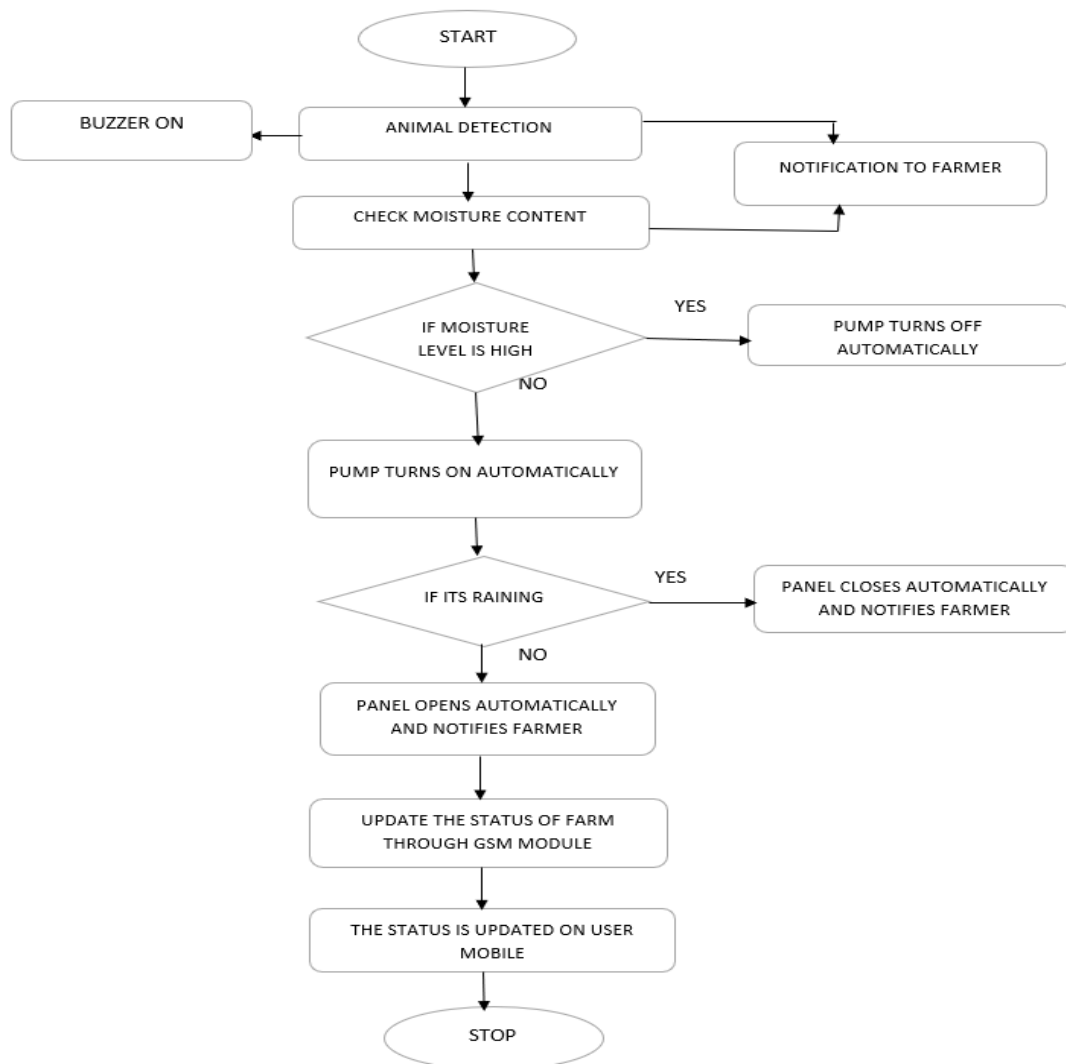 START
BUZZER ON
ANIMAL DETECTION
NOTIFICATION TO FARMER
CHECK MOISTURE CONTENT
IF MOISTURE
LEVEL IS HIGH
YES
PUMP TURNS OFF
AUTOMATICALLY
NO
PUMP TURNS ON AUTOMATICALLY
IF ITS RAINING
YES
PANEL CLOSES AUTOMATICALLY
AND NOTIFIES FARMER
NO
PANEL OPENS AUTOMATICALLY
AND NOTIFIES FARMER
UPDATE THE STATUS OF FARM
THROUGH GSM MODULE
THE STATUS IS UPDATED ON USER
MOBILE
STOP